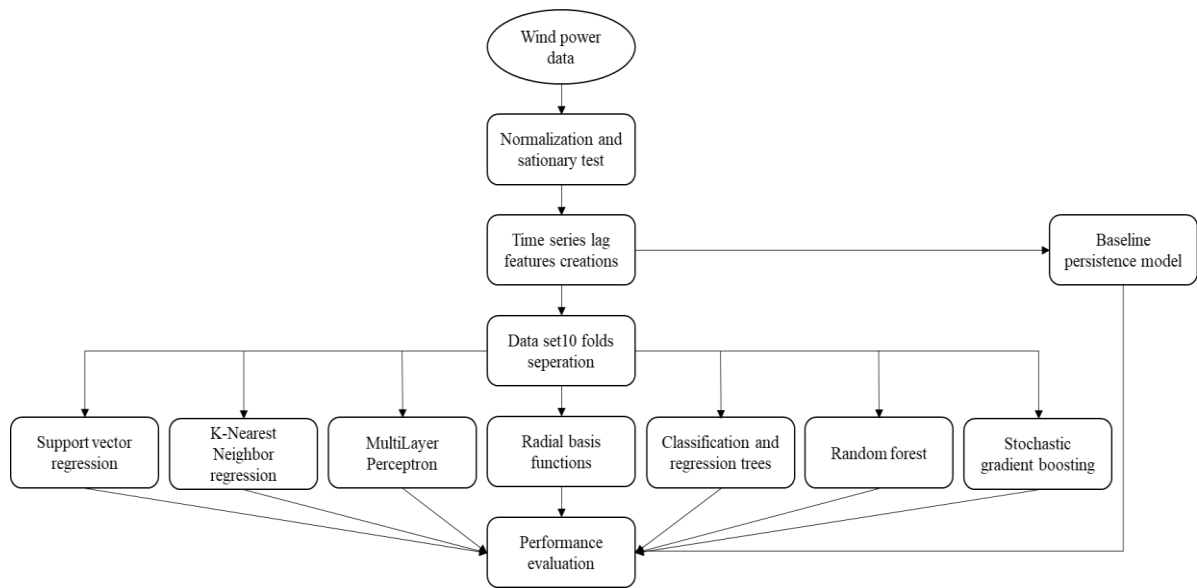 Wind power
data
Normalization and
sationary test
Time series lag
features creations
Baseline
persistence model
Data set10 folds
seperation
Support vector
regression
K-Nearest
Neighbor
regression
MultiLayer
Perceptron
Radial basis
functions
Classification and
regression trees
Random forest
Stochastic
gradient boosting
Performance
evaluation